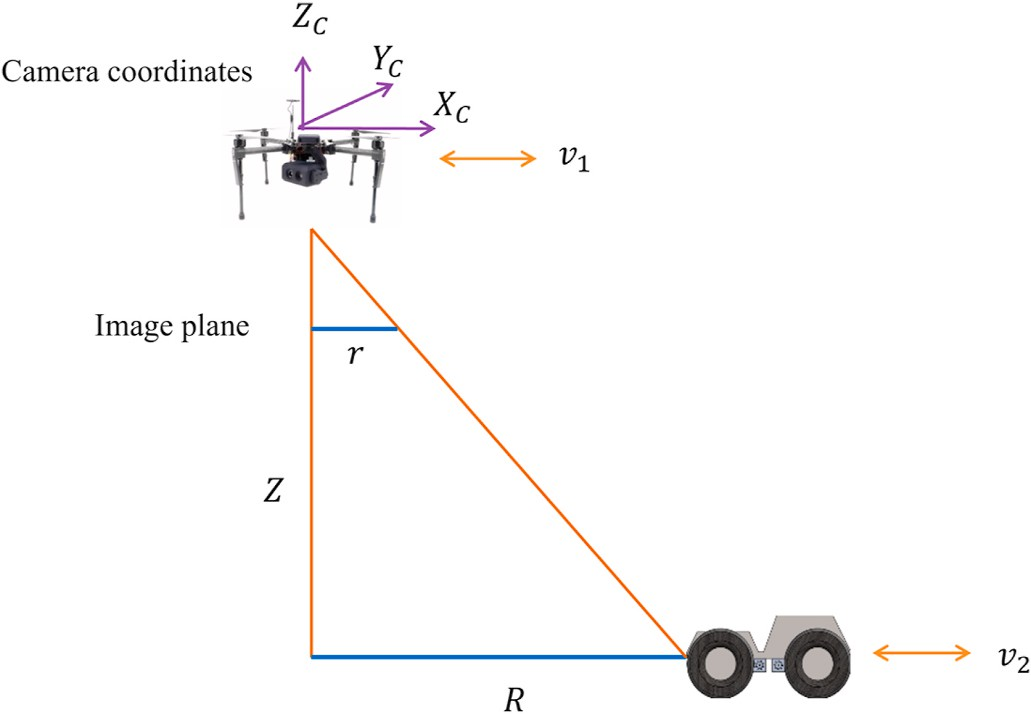 Z_C
Y_C
Camera coordinates
X_C
v_1
Image plane
r
Z
v_2
R